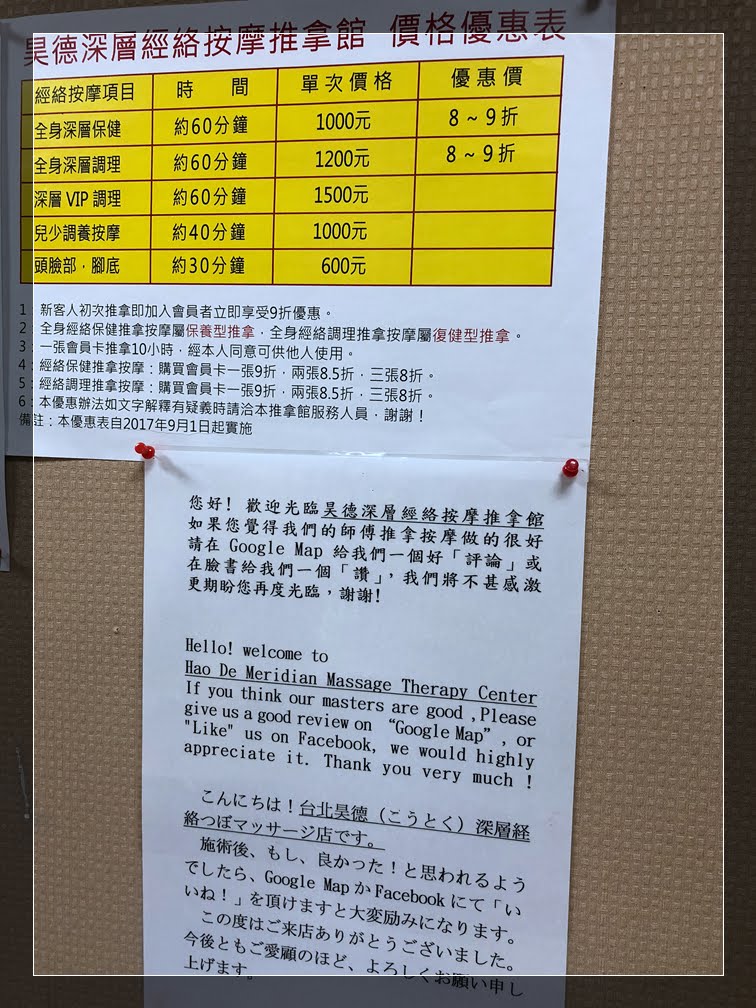 昊德深層經絡按摩推拿館 價格優惠表
經絡按摩項目 時 間 單次價格 優惠價
全身深層保健 約60分鐘 1000元 8~9折
全身深層調理 約60分鐘 1200元 8~9折
深層VIP調理 約60分鐘 1500元
兒少調養按摩 約40分鐘 1000元
頭臉部.腳底 約30分鐘 600元
1:新客人初次推拿即加入會員者立即享受9折優惠。
2:全身經絡保健推拿按摩屬保養型推拿.全身經絡調理推拿按摩屬復健型推拿。
3:一張會員卡推拿10小時.經本人同意可供他人使用。
4:經絡保健推拿按摩:購買會員卡一張9折.兩張8.5折.三張8折。
5:經絡調理推拿按摩:購買會員卡一張9折.兩張8.5折.三張8折。
6:本優惠辦法如文字解釋有疑義時請洽本推拿館服務人員.謝謝!
備註:本優惠表自2017年9月1日起實施
您好! 歡迎光臨昊德深層經絡按摩推拿館
如果您覺得我們的師傅推拿按摩做的很好
請在 Google Map 給我們一個好「評論」或
在臉書給我們一個「讚」, 我們將不甚感激
更期盼您再度光臨,謝謝!
Hello! welcome to
Hao De Meridian Massage Therapy Center
If you think our masters are good ,Please
give us a good review on “Google Map”, or
"Like" us on Facebook, we would highly
appreciate it. Thank you very much !
こんにちは!台北昊德(こうとく)深層経
絡つぼマッサージ店です。
施術後、もし、良かった!と思われるよう
でしたら、Google MapかFacebookにて「い
いね!」を頂けますと大変励みになります。
この度はご来店ありがとうございました。
今後ともご愛顧のほど、よろしくお願い申し
上げます。